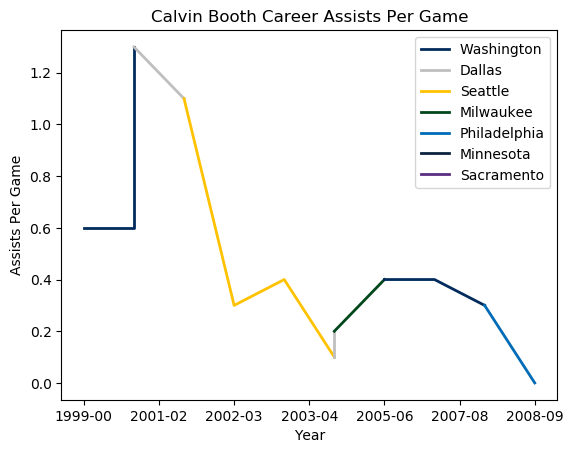 Calvin Booth Career Assists Per Game
Washington
Dallas
Seattle
Milwaukee
Philadelphia
Minnesota
Sacramento
Assists Per Game
1.2
1.0
0.8
0.6
0.4
0.2
0.0
1999-00 2001-02 2002-03 2003-04 2005-06 2007-08 2008-09
Year